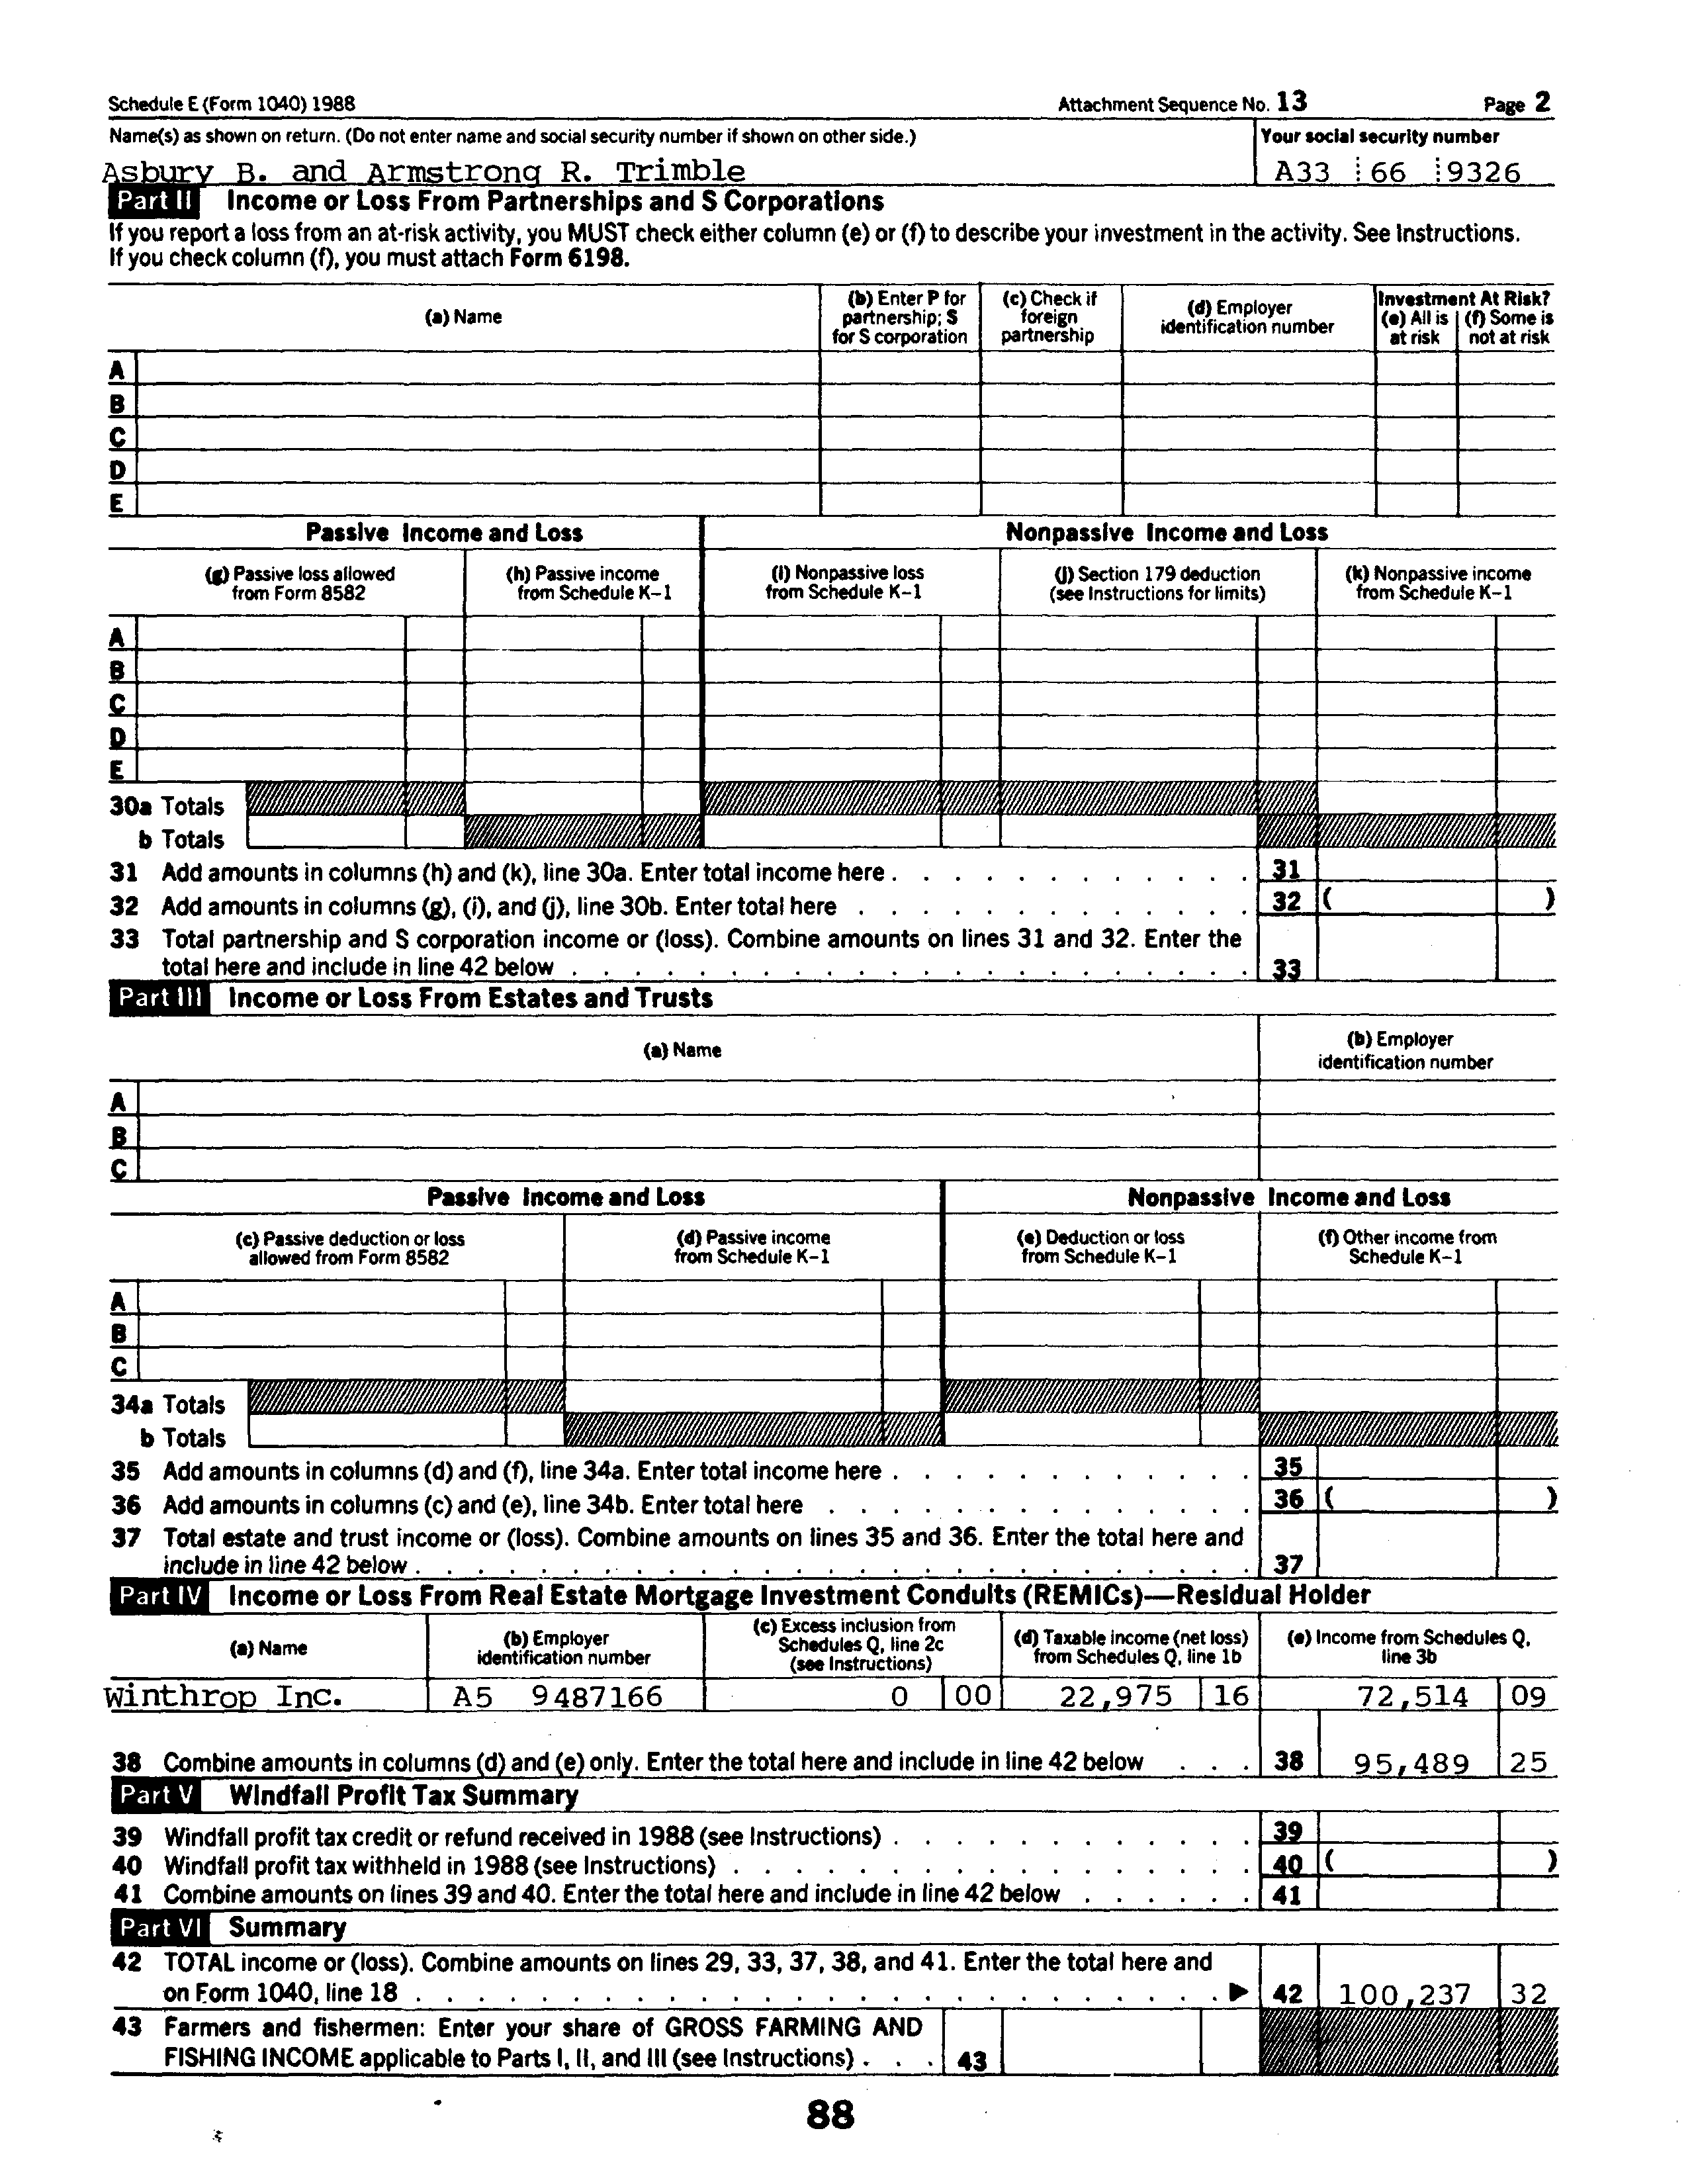 Schedule E (Form 1040) 1988 Attachment Sequence No. 13 Page 2
Name(s) as shown on return. (Do not enter name and social security number if shown on other side.) Your social security number
Asbury B. and Armstrong R. Trimble A33 66 9326
Part II Income or Loss From Partnerships and S Corporations
If you report a loss from an at-risk activity, you MUST check either column (e) or (f) to describe your investment in the activity. See Instructions.
If you check column (f), you must attach Form 6198.
(a) Name
(b) Enter P for partnership; S for S corporation
(c) Check if foreign partnership
(d) Employer identification number
Investment At Risk?
(e) All is at risk
(f) Some is not at risk
A
B
C
D
E
Passive Income and Loss Nonpassive Income and Loss
(g) Passive loss allowed from Form 8582
(h) Passive income from Schedule K-1
(i) Nonpassive loss from Schedule K-1
(j) Section 179 deduction (see Instructions for limits)
(k) Nonpassive income from Schedule K-1
A
B
C
D
E
30a Totals
b Totals
31 Add amounts in columns (h) and (k), line 30a. Enter total income here . . . . . . . . . . . . 31
32 Add amounts in columns (g), (i), and (j), line 30b. Enter total here . . . . . . . . . . . . . 32 ( )
33 Total partnership and S corporation income or (loss). Combine amounts on lines 31 and 32. Enter the
total here and include in line 42 below . . . . . . . . . . . . . . . . . . . . . . 33
Part III Income or Loss From Estates and Trusts
(a) Name
(b) Employer identification number
A
B
C
Passive Income and Loss Nonpassive Income and Loss
(c) Passive deduction or loss allowed from Form 8582
(d) Passive income from Schedule K-1
(e) Deduction or loss from Schedule K-1
(f) Other income from Schedule K-1
A
B
C
34a Totals
b Totals
35 Add amounts in columns (d) and (f), line 34a. Enter total income here . . . . . . . . . . . . 35
36 Add amounts in columns (c) and (e), line 34b. Enter total here . . . . . . . . . . . . . . 36 ( )
37 Total estate and trust income or (loss). Combine amounts on lines 35 and 36. Enter the total here and
include in line 42 below . . . . . . . . . . . . . . . . . . . . . . . . . . . 37
Part IV Income or Loss From Real Estate Mortgage Investment Conduits (REMICs)—Residual Holder
(a) Name
(b) Employer identification number
(c) Excess inclusion from Schedules Q, line 2c (see Instructions)
(d) Taxable income (net loss) from Schedules Q, line 1b
(e) Income from Schedules Q, line 3b
Winthrop Inc. A5 9487166 0 00 22,975 16 72,514 09
38 Combine amounts in columns (d) and (e) only. Enter the total here and include in line 42 below . . . 38 95,489 25
Part V Windfall Profit Tax Summary
39 Windfall profit tax credit or refund received in 1988 (see Instructions) . . . . . . . . . . . . 39
40 Windfall profit tax withheld in 1988 (see Instructions) . . . . . . . . . . . . . . . . . 40 ( )
41 Combine amounts on lines 39 and 40. Enter the total here and include in line 42 below . . . . . . 41
Part VI Summary
42 TOTAL income or (loss). Combine amounts on lines 29, 33, 37, 38, and 41. Enter the total here and
on Form 1040, line 18 . . . . . . . . . . . . . . . . . . . . . . . . . . ▶ 42 100,237 32
43 Farmers and fishermen: Enter your share of GROSS FARMING AND
FISHING INCOME applicable to Parts I, II, and III (see Instructions) . . . 43
88